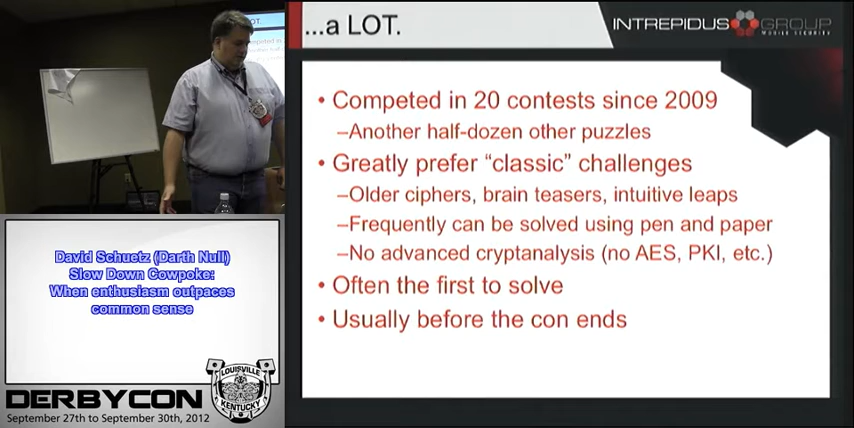 ...a LOT.
INTREPIDUS GROUP
MOBILE SECURITY
• Competed in 20 contests since 2009
–Another half-dozen other puzzles
• Greatly prefer “classic” challenges
–Older ciphers, brain teasers, intuitive leaps
–Frequently can be solved using pen and paper
–No advanced cryptanalysis (no AES, PKI, etc.)
• Often the first to solve
• Usually before the con ends
David Schuetz (Darth Null)
Slow Down Cowpoke:
When enthusiasm outpaces
common sense
LOUISVILLE
KENTUCKY
DERBYCON
September 27th to September 30th, 2012